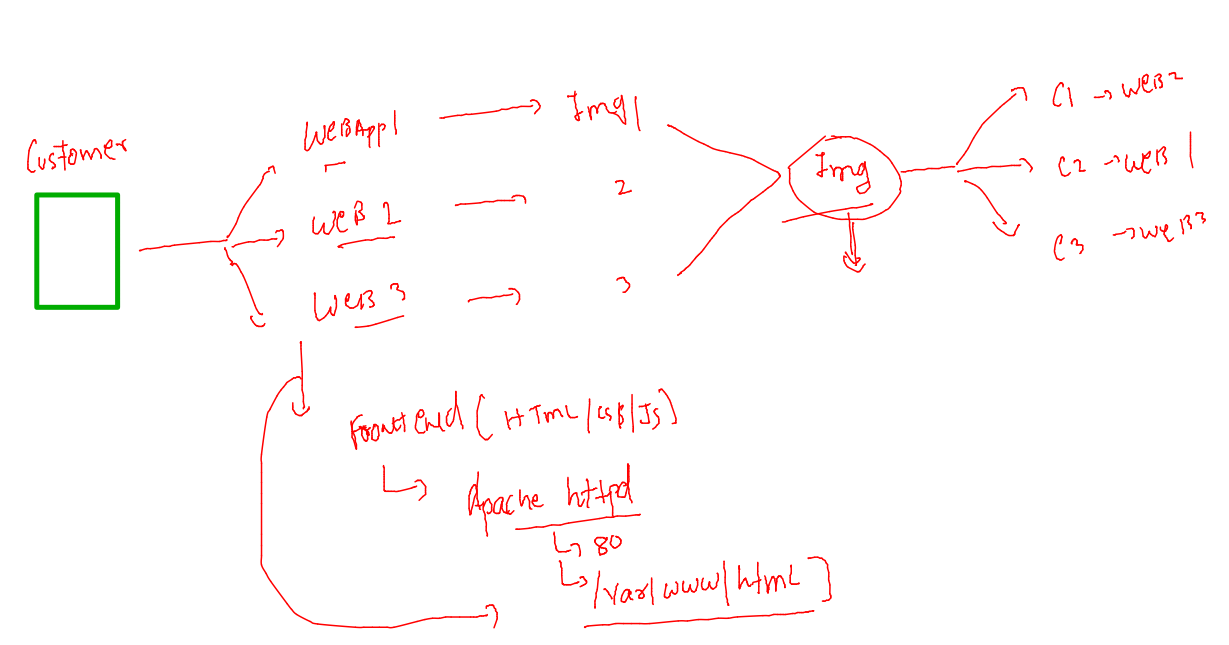 Customer
WEBApp1
Img1
WEB 2
2
WEB 3
3
Img
C1 → WEB2
C2 → WEB 1
C3 → WEB3
Frontend ( HTML/CSS/JS)
Apache httpd
80
/var/www/html ]